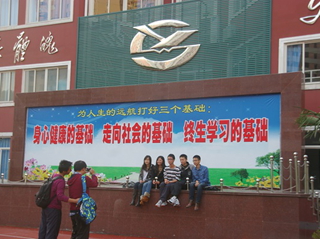 为人生的远航打好三个基础:
身心健康的基础 走向社会的基础 终生学习的基础